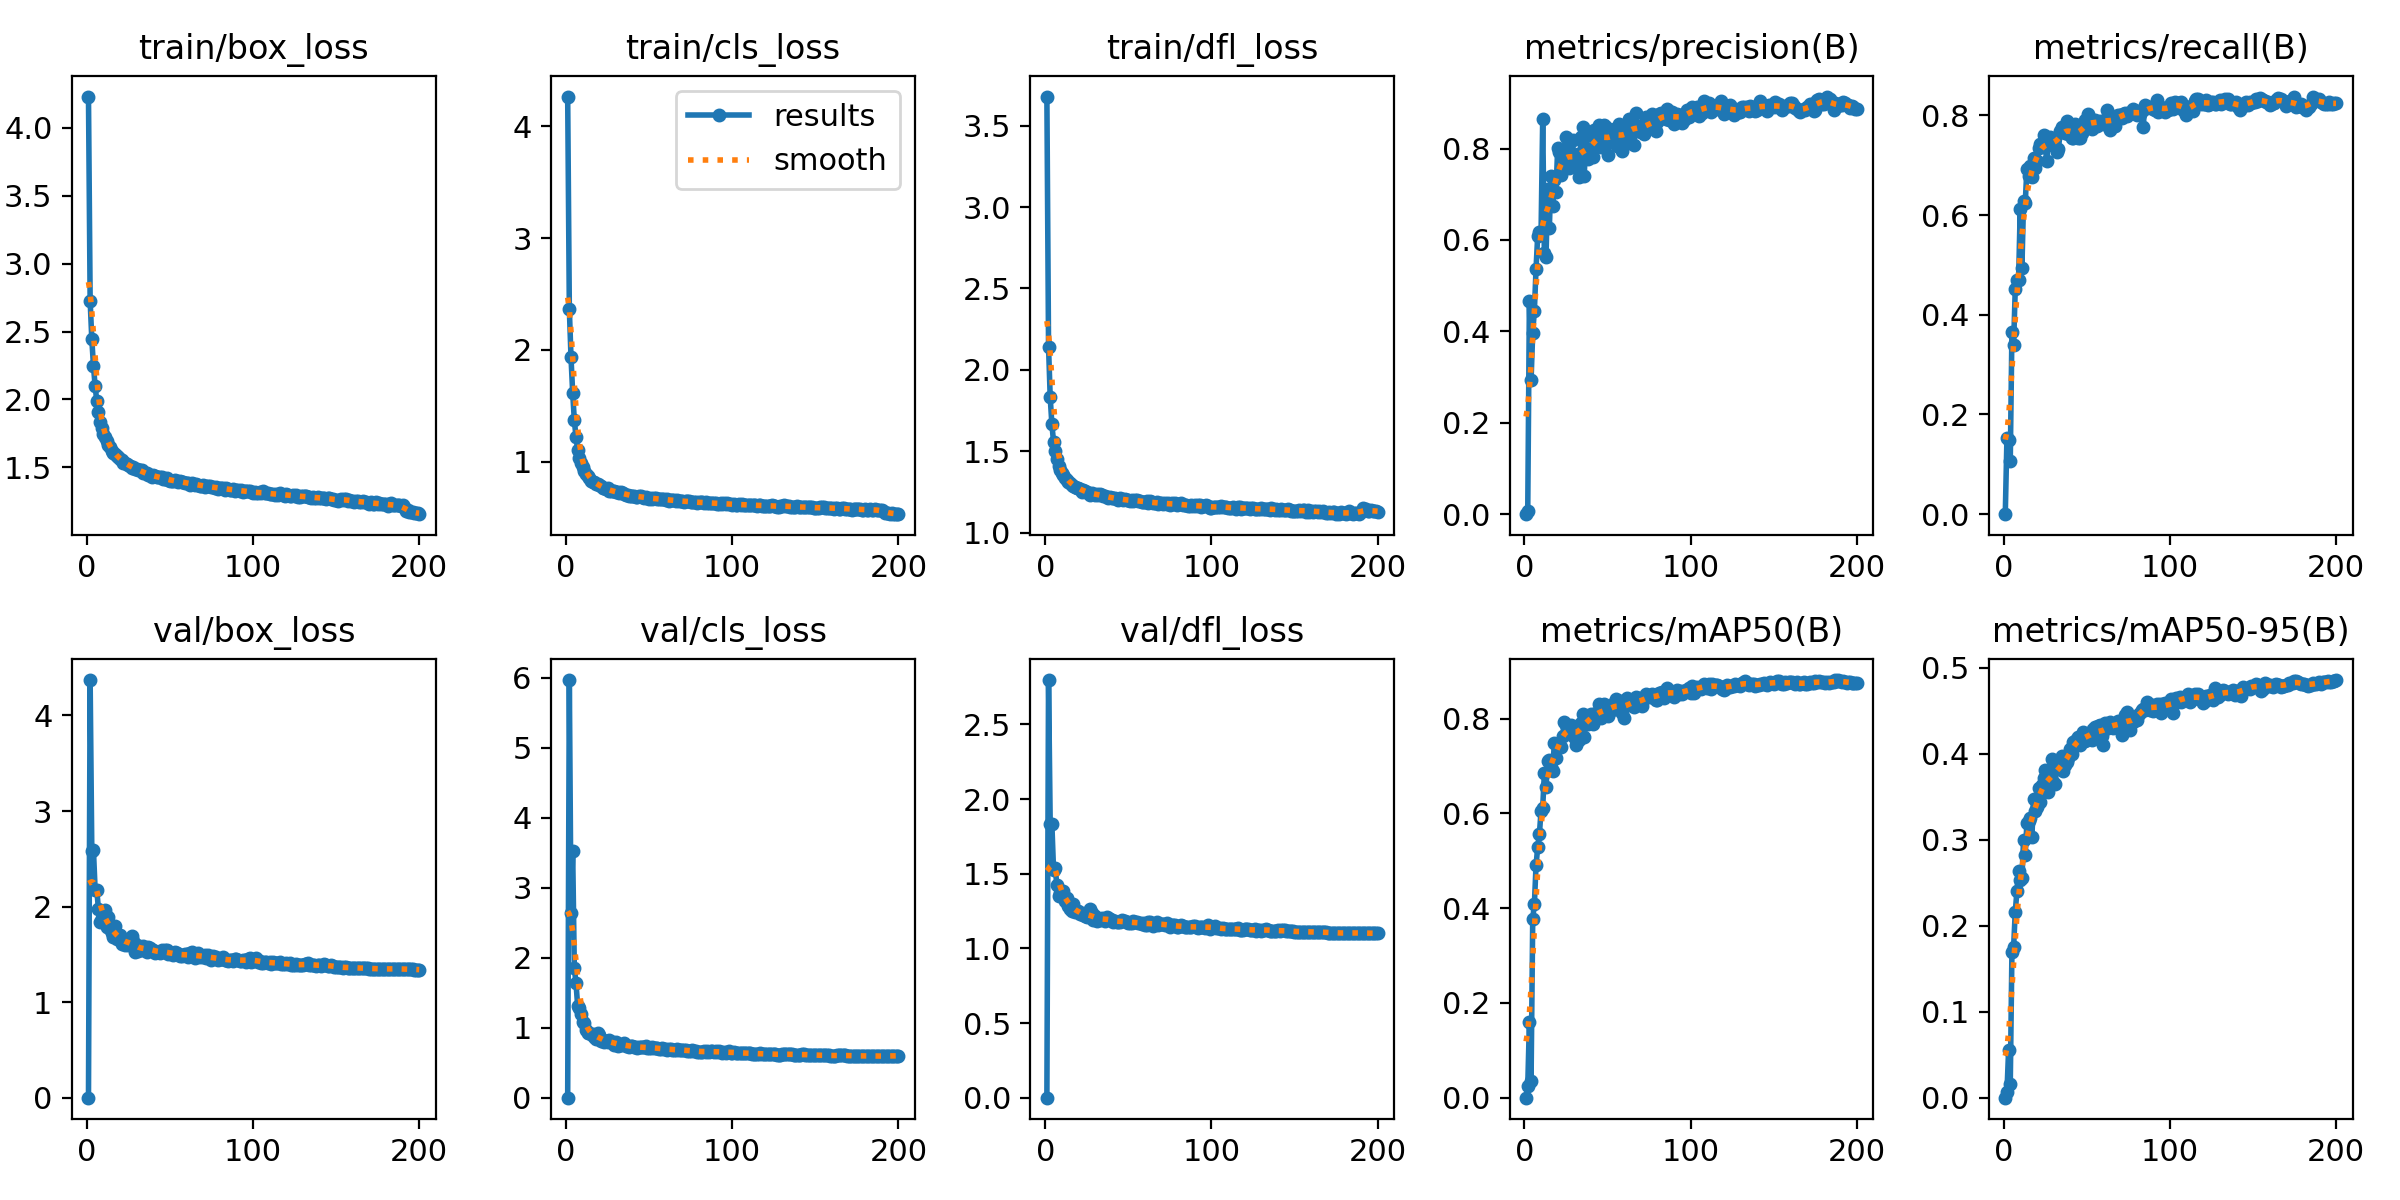 train/box_loss
4.0
3.5
3.0
2.5
2.0
1.5
0 100 200
train/cls_loss
results
smooth
4
3
2
1
0 100 200
train/dfl_loss
3.5
3.0
2.5
2.0
1.5
1.0
0 100 200
metrics/precision(B)
0.8
0.6
0.4
0.2
0.0
0 100 200
metrics/recall(B)
0.8
0.6
0.4
0.2
0.0
0 100 200
val/box_loss
4
3
2
1
0
0 100 200
val/cls_loss
6
5
4
3
2
1
0
0 100 200
val/dfl_loss
2.5
2.0
1.5
1.0
0.5
0.0
0 100 200
metrics/mAP50(B)
0.8
0.6
0.4
0.2
0.0
0 100 200
metrics/mAP50-95(B)
0.5
0.4
0.3
0.2
0.1
0.0
0 100 200